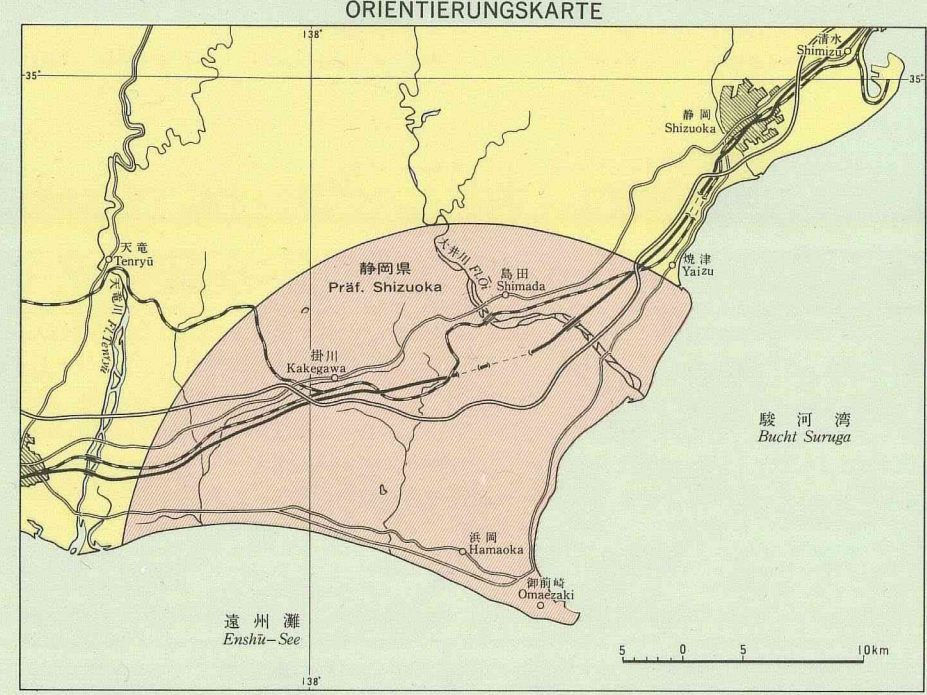 ORIENTIERUNGSKARTE
138°
清水
Shimizu
35°
35°
静岡
Shizuoka
天竜
Tenryū
大井川 Fl.Ōi
焼津
Yaizu
静岡県
Präf. Shizuoka
島田
Shimada
天竜川 Fl.Tenryū
掛川
Kakegawa
駿河湾
Bucht Suruga
浜岡
Hamaoka
御前崎
Omaezaki
遠州灘
Enshū-See
5 0 5 10km
138°